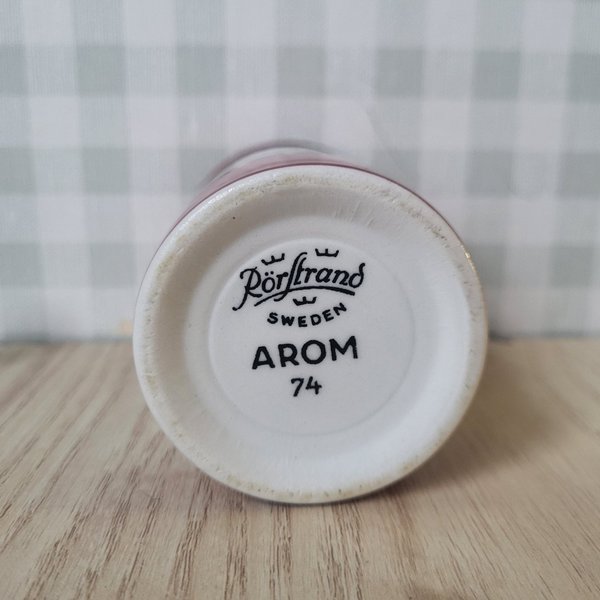 Rörstrand
SWEDEN
AROM
74